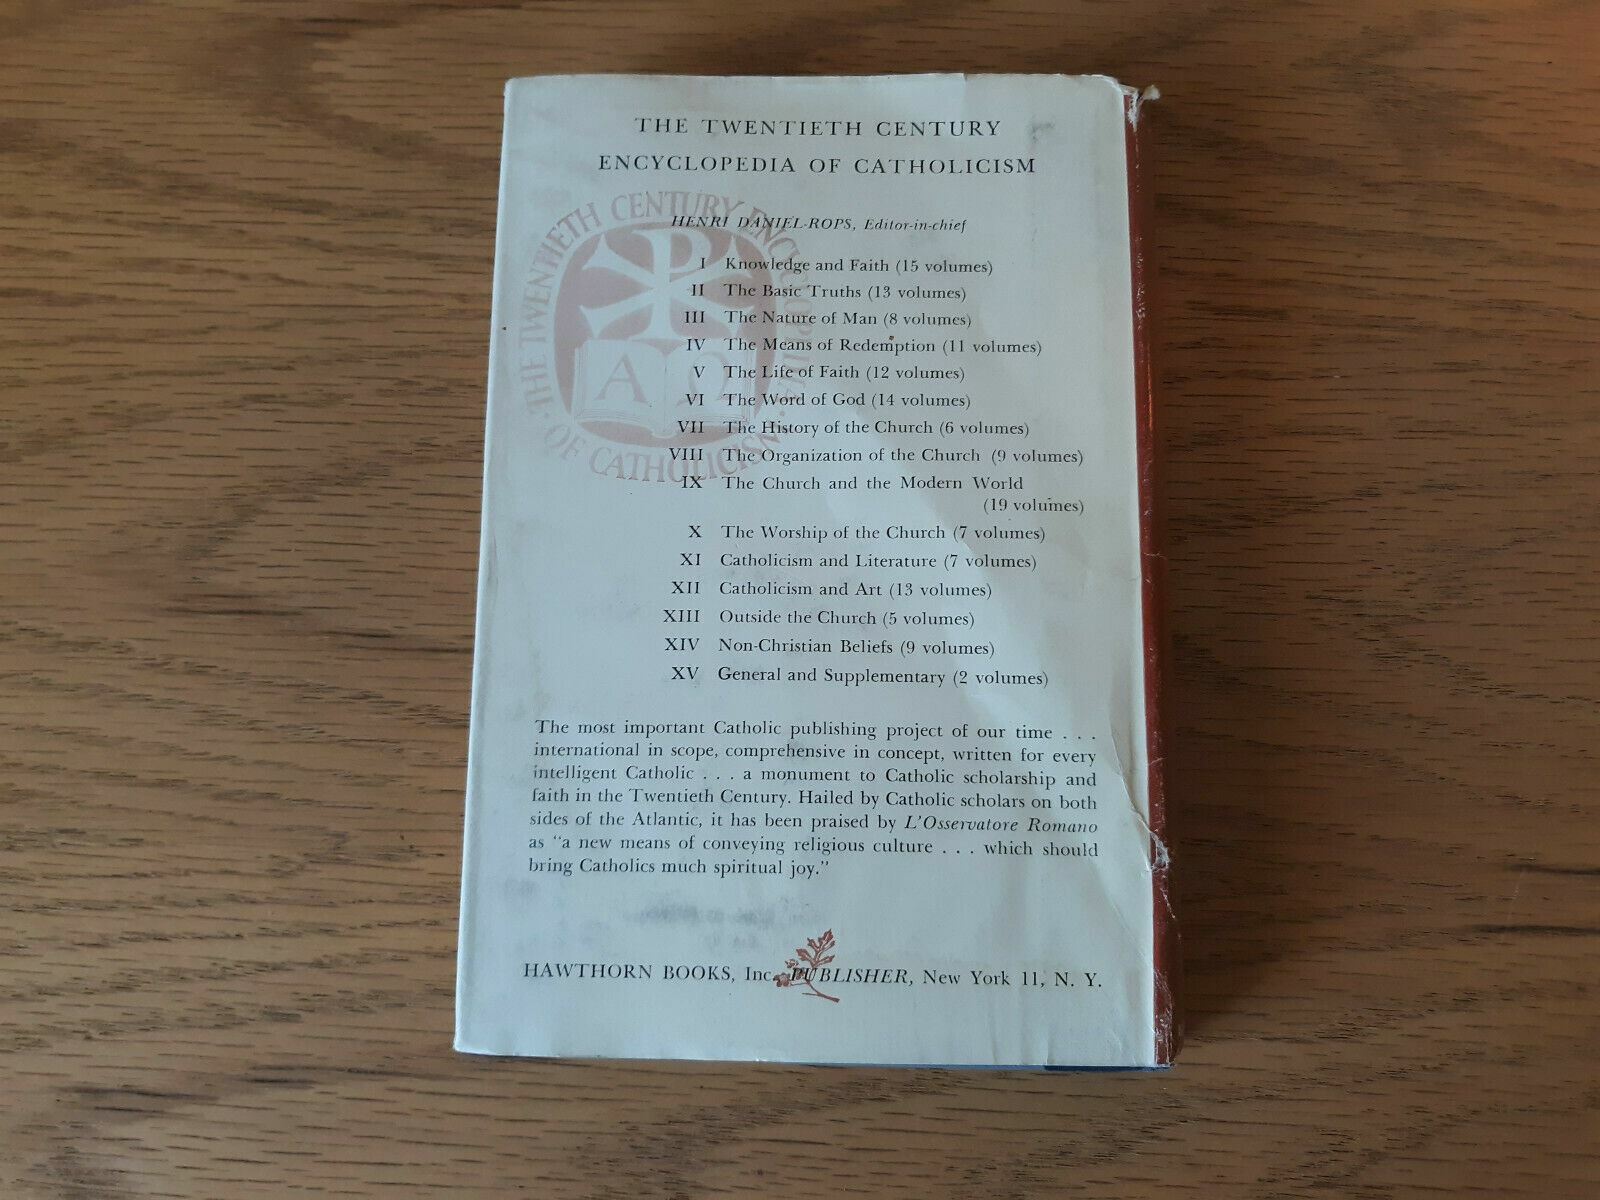 THE TWENTIETH CENTURY
ENCYCLOPEDIA OF CATHOLICISM
THE TWENTIETH CENTURY ENCYCLOPEDIA
· OF CATHOLICISM ·
A Ω
HENRI DANIEL-ROPS, Editor-in-chief
I Knowledge and Faith (15 volumes)
II The Basic Truths (13 volumes)
III The Nature of Man (8 volumes)
IV The Means of Redemption (11 volumes)
V The Life of Faith (12 volumes)
VI The Word of God (14 volumes)
VII The History of the Church (6 volumes)
VIII The Organization of the Church (9 volumes)
IX The Church and the Modern World
(19 volumes)
X The Worship of the Church (7 volumes)
XI Catholicism and Literature (7 volumes)
XII Catholicism and Art (13 volumes)
XIII Outside the Church (5 volumes)
XIV Non-Christian Beliefs (9 volumes)
XV General and Supplementary (2 volumes)
The most important Catholic publishing project of our time . . .
international in scope, comprehensive in concept, written for every
intelligent Catholic . . . a monument to Catholic scholarship and
faith in the Twentieth Century. Hailed by Catholic scholars on both
sides of the Atlantic, it has been praised by L'Osservatore Romano
as "a new means of conveying religious culture . . . which should
bring Catholics much spiritual joy."
HAWTHORN BOOKS, Inc. PUBLISHER, New York 11, N. Y.